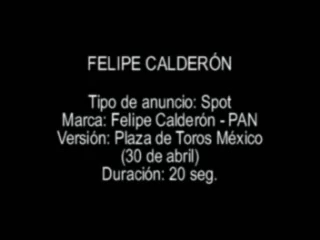 FELIPE CALDERÓN
Tipo de anuncio: Spot
Marca: Felipe Calderón - PAN
Versión: Plaza de Toros México
(30 de abril)
Duración: 20 seg.